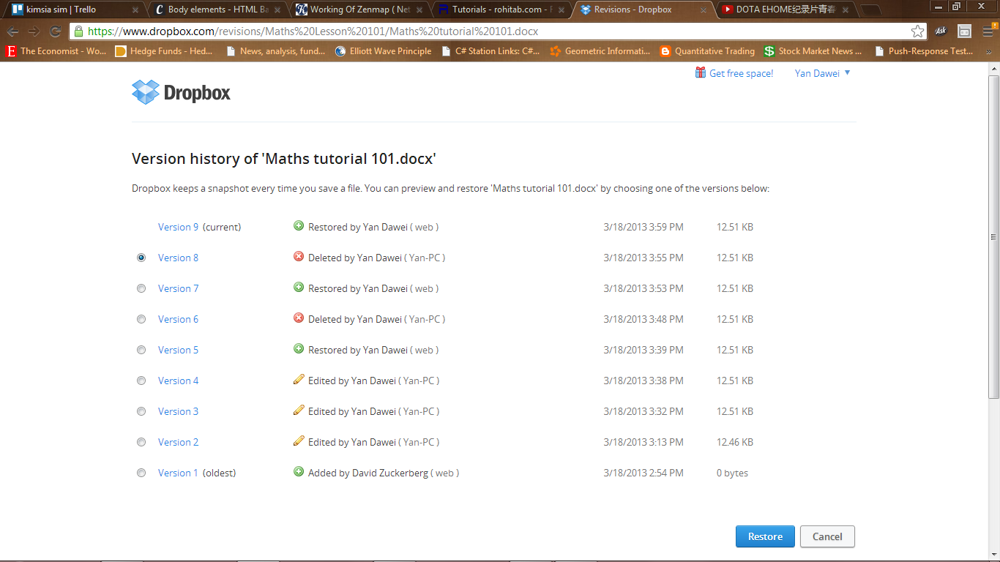 kimsia sim | Trello
Body elements - HTML Ba
Working Of Zenmap ( Net
Tutorials - rohitab.com -
Revisions - Dropbox
DOTA EHOME纪录片青春
https://www.dropbox.com/revisions/Maths%20Lesson%20101/Maths%20tutorial%20101.docx
Ask
The Economist - Wo...
Hedge Funds - Hed...
News, analysis, fund...
Elliott Wave Principle
C# Station Links: C#...
Geometric Informati...
Quantitative Trading
Stock Market News ...
Push-Response Test...
»
Get free space!
Yan Dawei
Dropbox
Version history of 'Maths tutorial 101.docx'
Dropbox keeps a snapshot every time you save a file. You can preview and restore 'Maths tutorial 101.docx' by choosing one of the versions below:
Version 9 (current) Restored by Yan Dawei ( web ) 3/18/2013 3:59 PM 12.51 KB
Version 8 Deleted by Yan Dawei ( Yan-PC ) 3/18/2013 3:55 PM 12.51 KB
Version 7 Restored by Yan Dawei ( web ) 3/18/2013 3:53 PM 12.51 KB
Version 6 Deleted by Yan Dawei ( Yan-PC ) 3/18/2013 3:48 PM 12.51 KB
Version 5 Restored by Yan Dawei ( web ) 3/18/2013 3:39 PM 12.51 KB
Version 4 Edited by Yan Dawei ( Yan-PC ) 3/18/2013 3:38 PM 12.51 KB
Version 3 Edited by Yan Dawei ( Yan-PC ) 3/18/2013 3:32 PM 12.51 KB
Version 2 Edited by Yan Dawei ( Yan-PC ) 3/18/2013 3:13 PM 12.46 KB
Version 1 (oldest) Added by David Zuckerberg ( web ) 3/18/2013 2:54 PM 0 bytes
Restore
Cancel